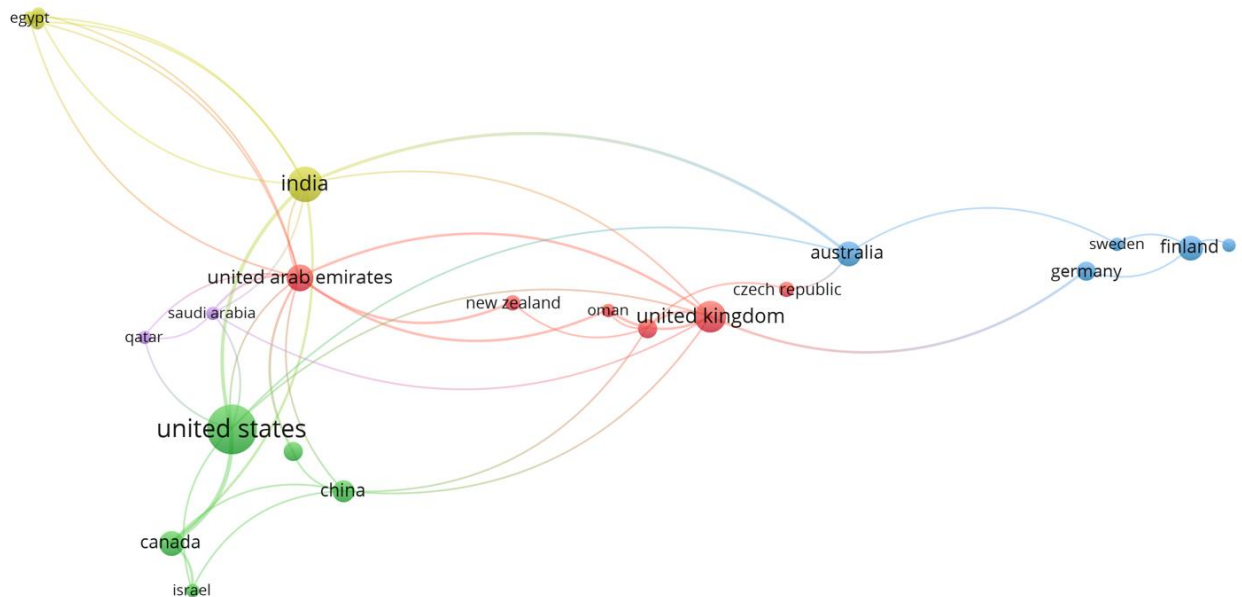 egypt
india
australia
sweden
finland
germany
united arab emirates
czech republic
new zealand
oman
united kingdom
saudi arabia
qatar
united states
china
canada
israel